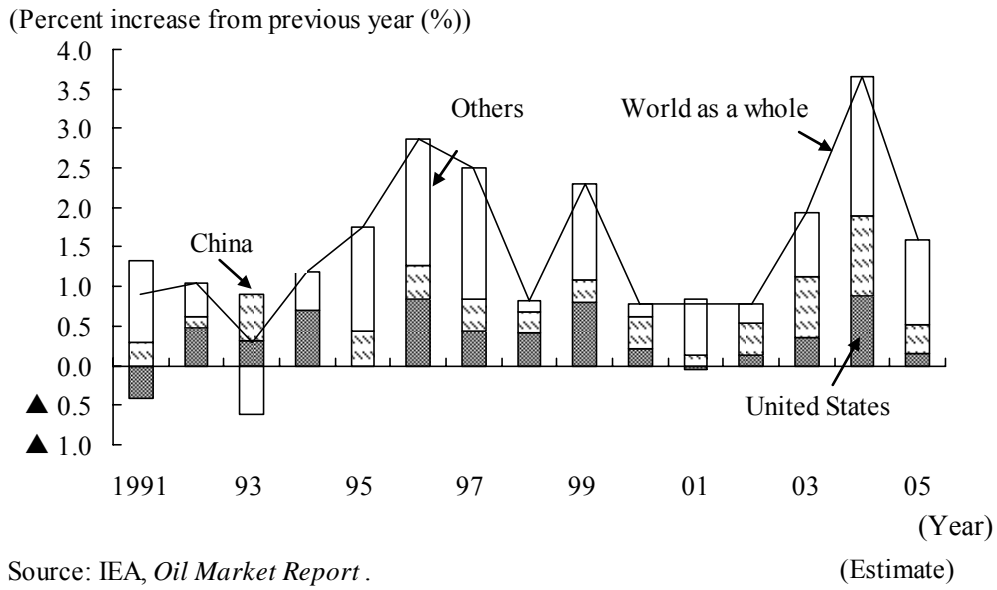 (Percent increase from previous year (%))
4.0
3.5
3.0
2.5
2.0
1.5
1.0
0.5
0.0
▲ 0.5
▲ 1.0
Others
World as a whole
China
United States
1991 93 95 97 99 01 03 05
(Year)
Source: IEA, Oil Market Report .
(Estimate)